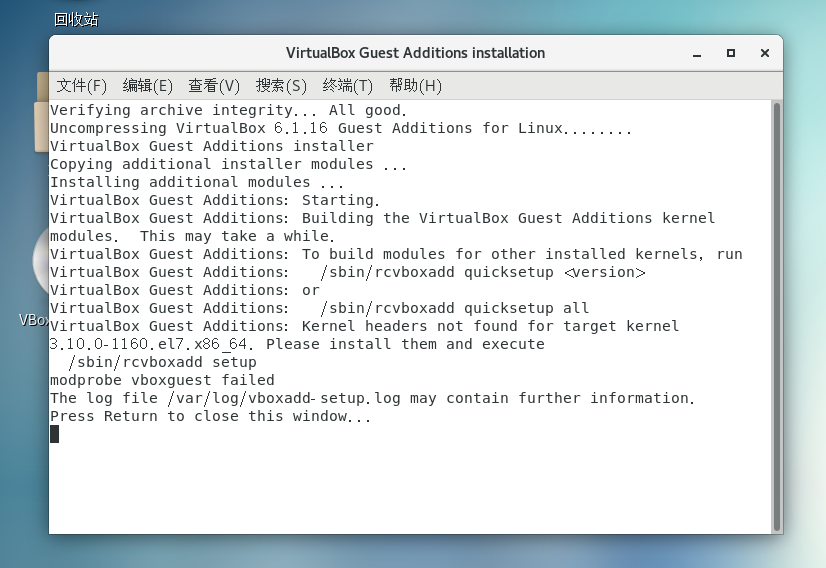 回收站
VirtualBox Guest Additions installation
文件(F) 编辑(E) 查看(V) 搜索(S) 终端(T) 帮助(H)
Verifying archive integrity... All good.
Uncompressing VirtualBox 6.1.16 Guest Additions for Linux........
VirtualBox Guest Additions installer
Copying additional installer modules ...
Installing additional modules ...
VirtualBox Guest Additions: Starting.
VirtualBox Guest Additions: Building the VirtualBox Guest Additions kernel
modules.  This may take a while.
VirtualBox Guest Additions: To build modules for other installed kernels, run
VirtualBox Guest Additions:   /sbin/rcvboxadd quicksetup <version>
VirtualBox Guest Additions: or
VirtualBox Guest Additions:   /sbin/rcvboxadd quicksetup all
VirtualBox Guest Additions: Kernel headers not found for target kernel
3.10.0-1160.el7.x86_64. Please install them and execute
  /sbin/rcvboxadd setup
modprobe vboxguest failed
The log file /var/log/vboxadd-setup.log may contain further information.
Press Return to close this window...